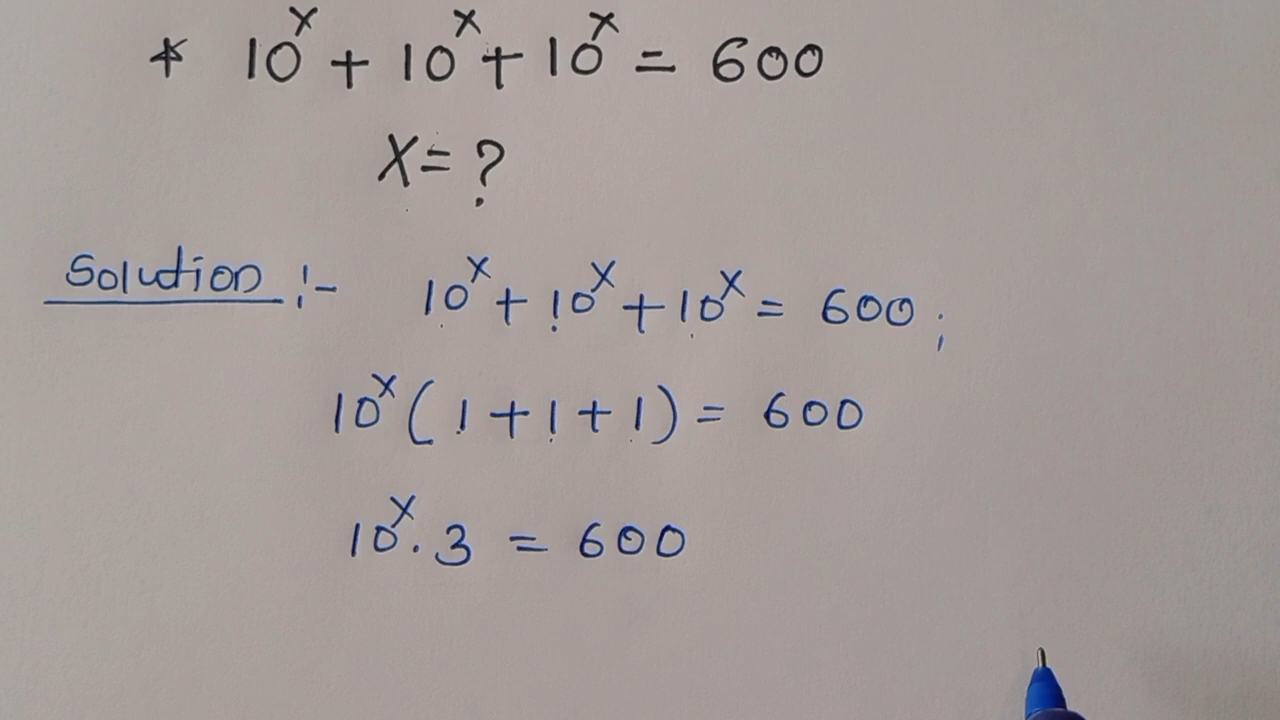 * 10^x + 10^x + 10^x = 600
X = ?
Solution :- 10^x + 10^x + 10^x = 600 ;
10^x ( 1 + 1 + 1 ) = 600
10^x . 3 = 600